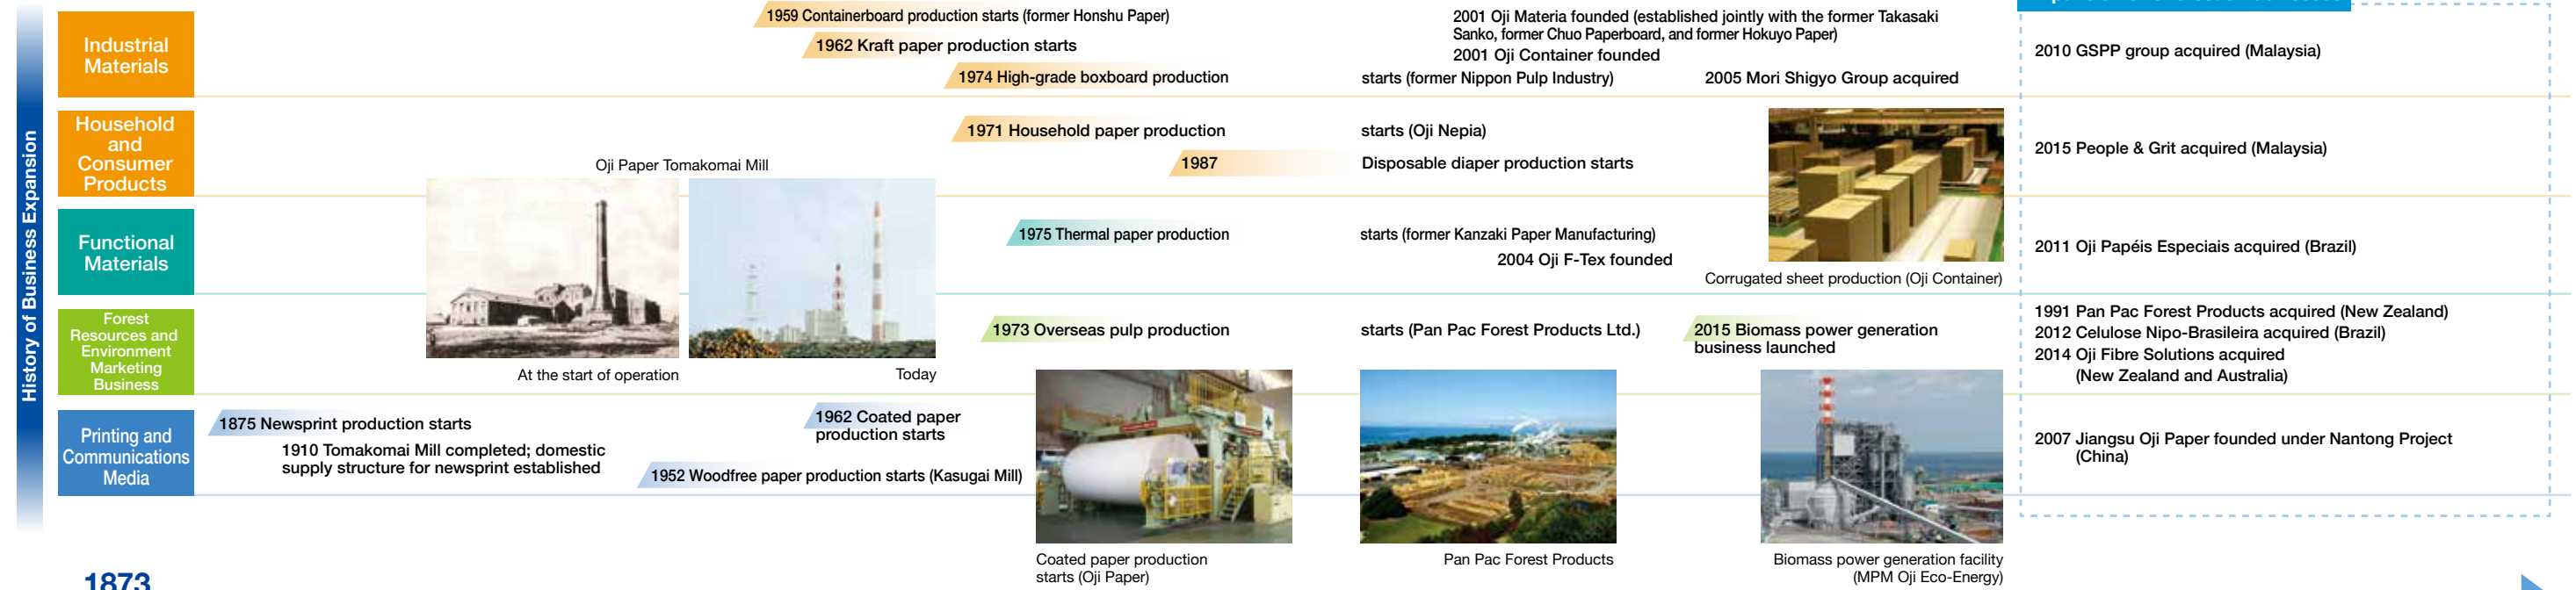 History of Business Expansion
Industrial
Materials
1959 Containerboard production starts (former Honshu Paper)
1962 Kraft paper production starts
1974 High-grade boxboard production starts (former Nippon Pulp Industry)
2001 Oji Materia founded (established jointly with the former Takasaki
Sanko, former Chuo Paperboard, and former Hokuyo Paper)
2001 Oji Container founded
2005 Mori Shigyo Group acquired
2010 GSPP group acquired (Malaysia)
Household
and
Consumer
Products
1971 Household paper production starts (Oji Nepia)
1987 Disposable diaper production starts
2015 People & Grit acquired (Malaysia)
Oji Paper Tomakomai Mill
At the start of operation
Today
Functional
Materials
1975 Thermal paper production starts (former Kanzaki Paper Manufacturing)
2004 Oji F-Tex founded
Corrugated sheet production (Oji Container)
2011 Oji Papéis Especiais acquired (Brazil)
Forest
Resources and
Environment
Marketing
Business
1973 Overseas pulp production starts (Pan Pac Forest Products Ltd.)
2015 Biomass power generation
business launched
1991 Pan Pac Forest Products acquired (New Zealand)
2012 Celulose Nipo-Brasileira acquired (Brazil)
2014 Oji Fibre Solutions acquired
(New Zealand and Australia)
Printing and
Communications
Media
1875 Newsprint production starts
1910 Tomakomai Mill completed; domestic
supply structure for newsprint established
1962 Coated paper
production starts
1952 Woodfree paper production starts (Kasugai Mill)
2007 Jiangsu Oji Paper founded under Nantong Project
(China)
Coated paper production
starts (Oji Paper)
Pan Pac Forest Products
Biomass power generation facility
(MPM Oji Eco-Energy)
1873